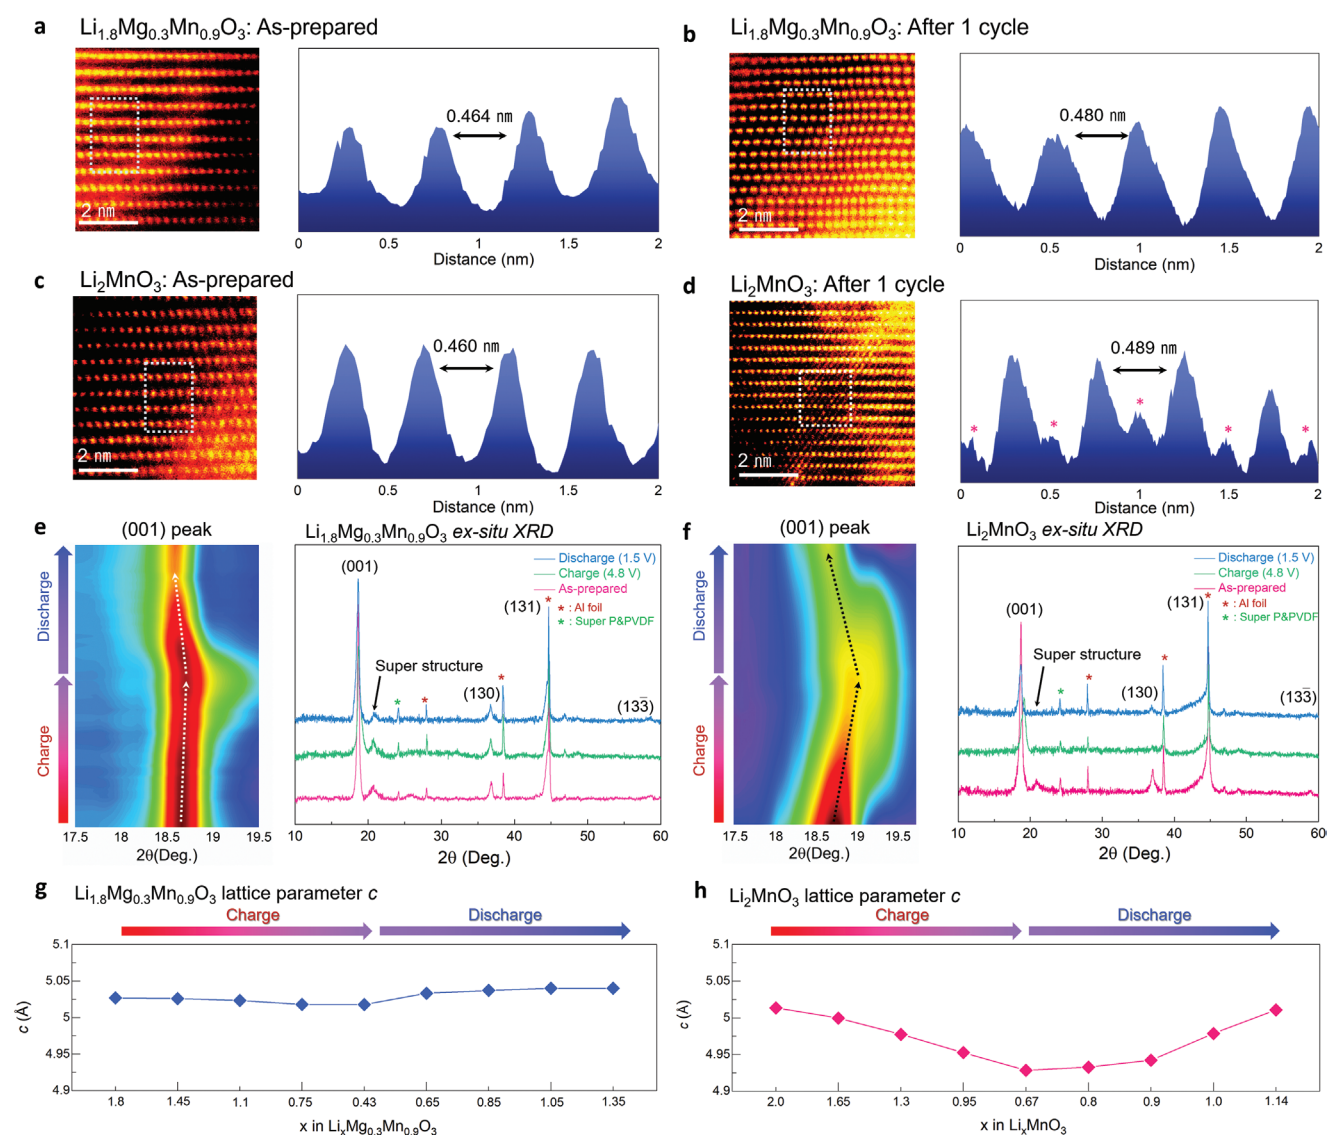 a Li1.8Mg0.3Mn0.9O3: As-prepared
2 nm
0.464 nm
0 0.5 1 1.5 2
Distance (nm)
b Li1.8Mg0.3Mn0.9O3: After 1 cycle
2 nm
0.480 nm
0 0.5 1 1.5 2
Distance (nm)
c Li2MnO3: As-prepared
2 nm
0.460 nm
0 0.5 1 1.5 2
Distance (nm)
d Li2MnO3: After 1 cycle
2 nm
0.489 nm
* * * * *
0 0.5 1 1.5 2
Distance (nm)
e (001) peak
Discharge
Charge
17.5 18 18.5 19 19.5
2θ(Deg.)
Li1.8Mg0.3Mn0.9O3 ex-situ XRD
Discharge (1.5 V)
Charge (4.8 V)
As-prepared
* : Al foil
* : Super P&PVDF
(001)
(131)
Super structure
(130)
(13̅3̅)
* * * *
10 20 30 40 50 60
2θ (Deg.)
f (001) peak
Discharge
Charge
17.5 18 18.5 19 19.5
2θ(Deg.)
Li2MnO3 ex-situ XRD
Discharge (1.5 V)
Charge (4.8 V)
As-prepared
* : Al foil
* : Super P&PVDF
(001)
(131)
Super structure
(130)
(133̅)
* * * *
10 20 30 40 50 60
2θ (Deg.)
g Li1.8Mg0.3Mn0.9O3 lattice parameter c
Charge Discharge
5.1
5.05
5
4.95
4.9
c (Å)
1.8 1.45 1.1 0.75 0.43 0.65 0.85 1.05 1.35
x in LixMg0.3Mn0.9O3
h Li2MnO3 lattice parameter c
Charge Discharge
5.1
5.05
5
4.95
4.9
c (Å)
2.0 1.65 1.3 0.95 0.67 0.8 0.9 1.0 1.14
x in LixMnO3